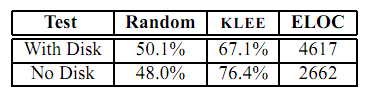 Test Random KLEE ELOC
With Disk 50.1% 67.1% 4617
No Disk 48.0% 76.4% 2662